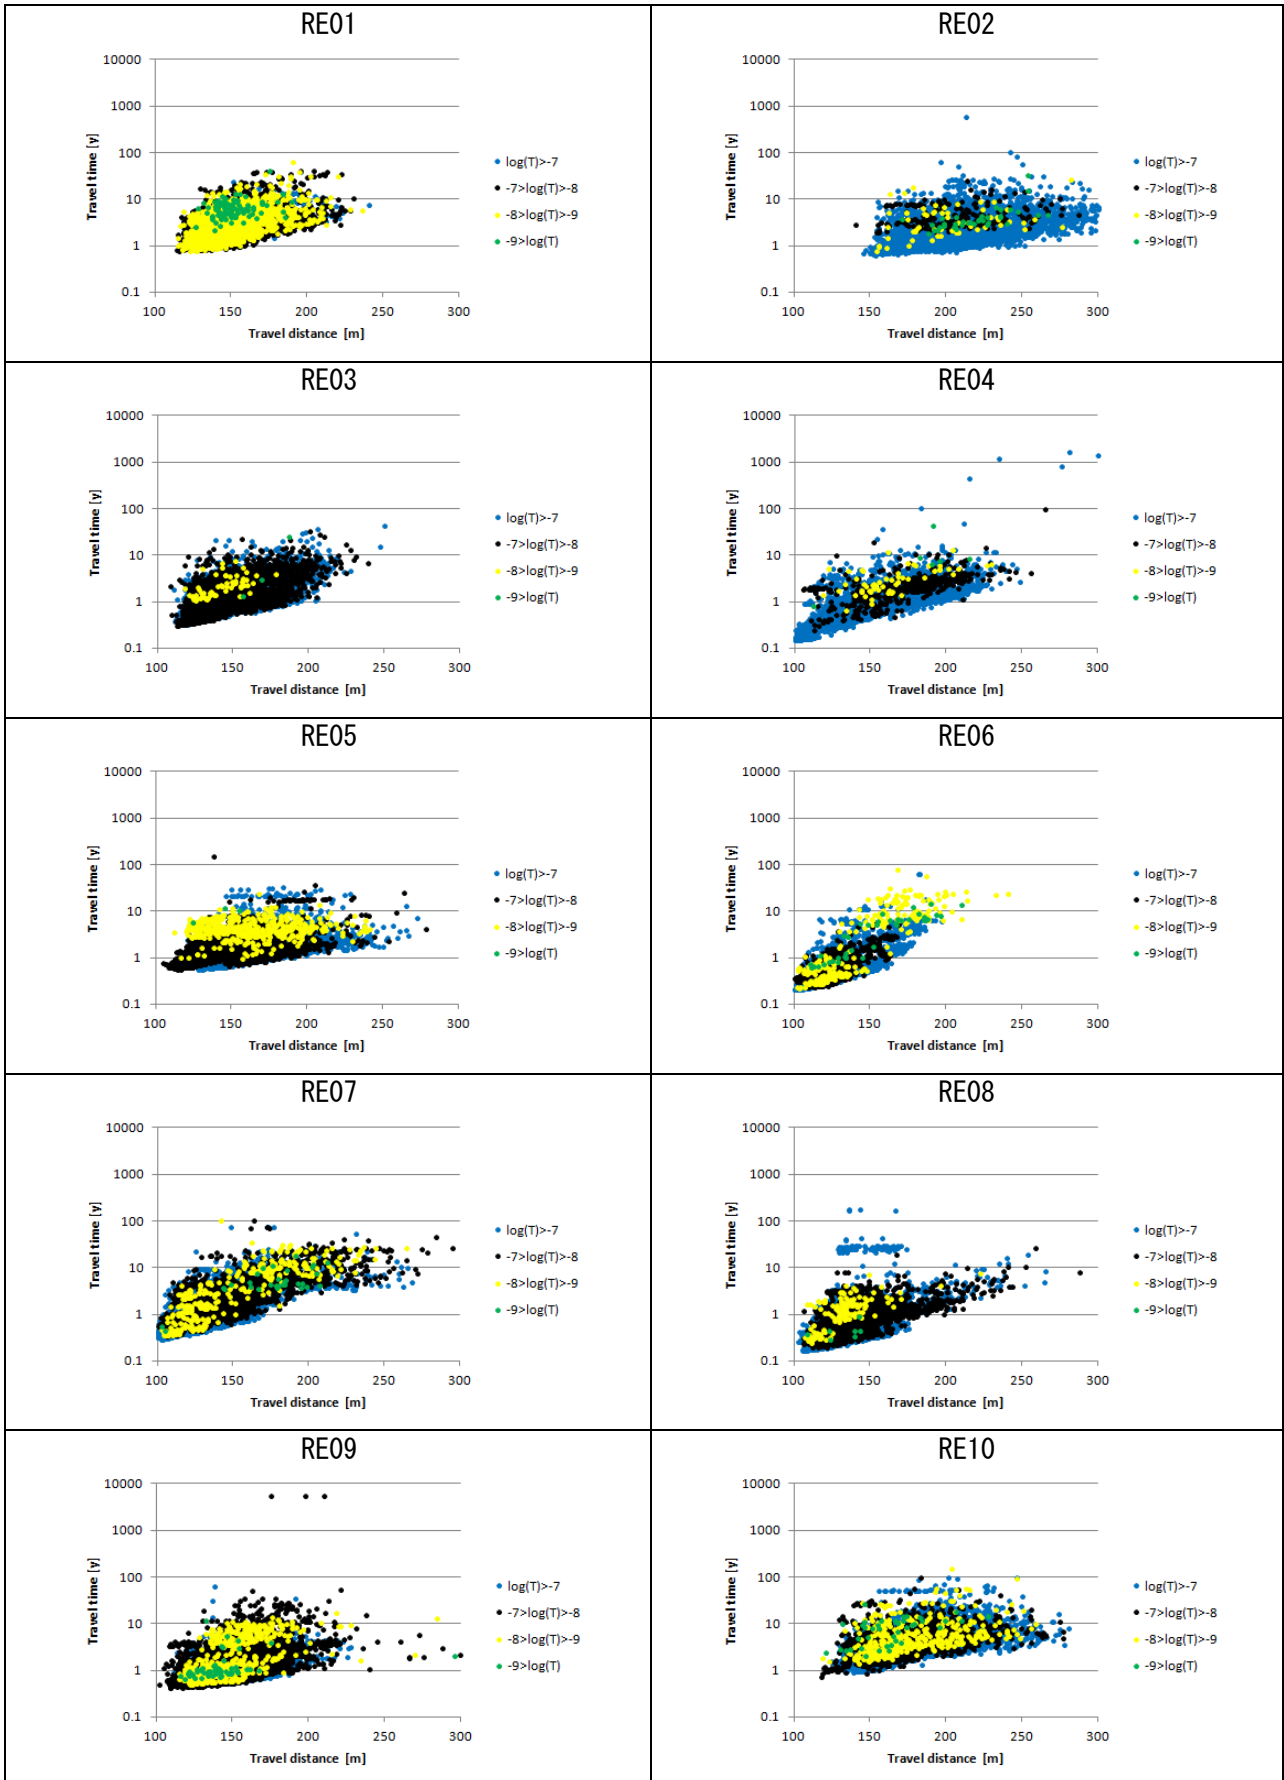 RE01
10000
1000
100
10
1
0.1
Travel time [y]
100 150 200 250 300
Travel distance [m]
log(T)>-7
-7>log(T)>-8
-8>log(T)>-9
-9>log(T)
RE02
10000
1000
100
10
1
0.1
Travel time [y]
100 150 200 250 300
Travel distance [m]
log(T)>-7
-7>log(T)>-8
-8>log(T)>-9
-9>log(T)
RE03
10000
1000
100
10
1
0.1
Travel time [y]
100 150 200 250 300
Travel distance [m]
log(T)>-7
-7>log(T)>-8
-8>log(T)>-9
-9>log(T)
RE04
10000
1000
100
10
1
0.1
Travel time [y]
100 150 200 250 300
Travel distance [m]
log(T)>-7
-7>log(T)>-8
-8>log(T)>-9
-9>log(T)
RE05
10000
1000
100
10
1
0.1
Travel time [y]
100 150 200 250 300
Travel distance [m]
log(T)>-7
-7>log(T)>-8
-8>log(T)>-9
-9>log(T)
RE06
10000
1000
100
10
1
0.1
Travel time [y]
100 150 200 250 300
Travel distance [m]
log(T)>-7
-7>log(T)>-8
-8>log(T)>-9
-9>log(T)
RE07
10000
1000
100
10
1
0.1
Travel time [y]
100 150 200 250 300
Travel distance [m]
log(T)>-7
-7>log(T)>-8
-8>log(T)>-9
-9>log(T)
RE08
10000
1000
100
10
1
0.1
Travel time [y]
100 150 200 250 300
Travel distance [m]
log(T)>-7
-7>log(T)>-8
-8>log(T)>-9
-9>log(T)
RE09
10000
1000
100
10
1
0.1
Travel time [y]
100 150 200 250 300
Travel distance [m]
log(T)>-7
-7>log(T)>-8
-8>log(T)>-9
-9>log(T)
RE10
10000
1000
100
10
1
0.1
Travel time [y]
100 150 200 250 300
Travel distance [m]
log(T)>-7
-7>log(T)>-8
-8>log(T)>-9
-9>log(T)